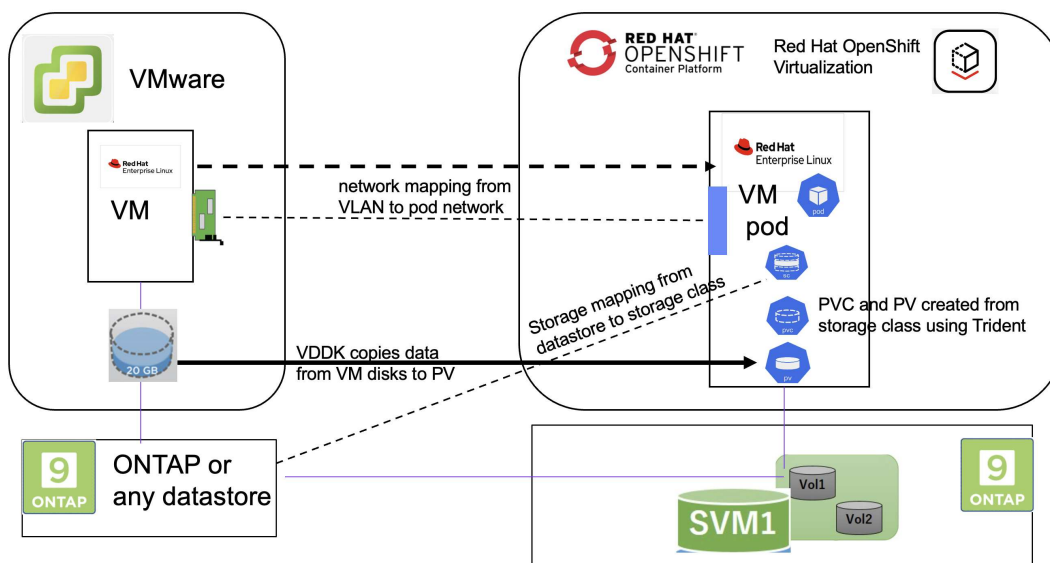 VMware
RED HAT®
OPENSHIFT
Container Platform
Red Hat OpenShift
Virtualization
Red Hat
Enterprise Linux
VM
network mapping from
VLAN to pod network
Red Hat
Enterprise Linux
VM
pod
pod
sc
Storage mapping from
datastore to storage class
pvc
PVC and PV created from
storage class using Trident
20 GB
VDDK copies data
from VM disks to PV
pv
9
ONTAP
ONTAP or
any datastore
SVM1
Vol1
Vol2
9
ONTAP